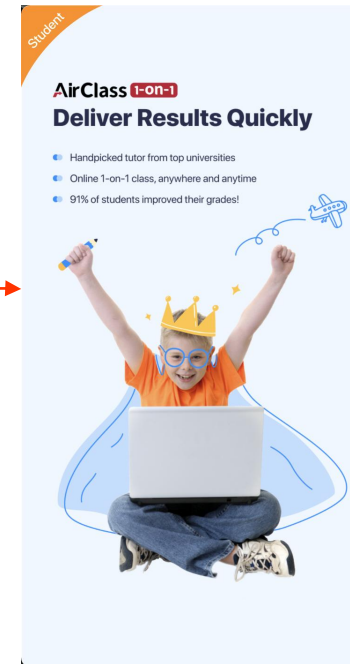 Student
AirClass 1-on-1
Deliver Results Quickly
Handpicked tutor from top universities
Online 1-on-1 class, anywhere and anytime
91% of students improved their grades!